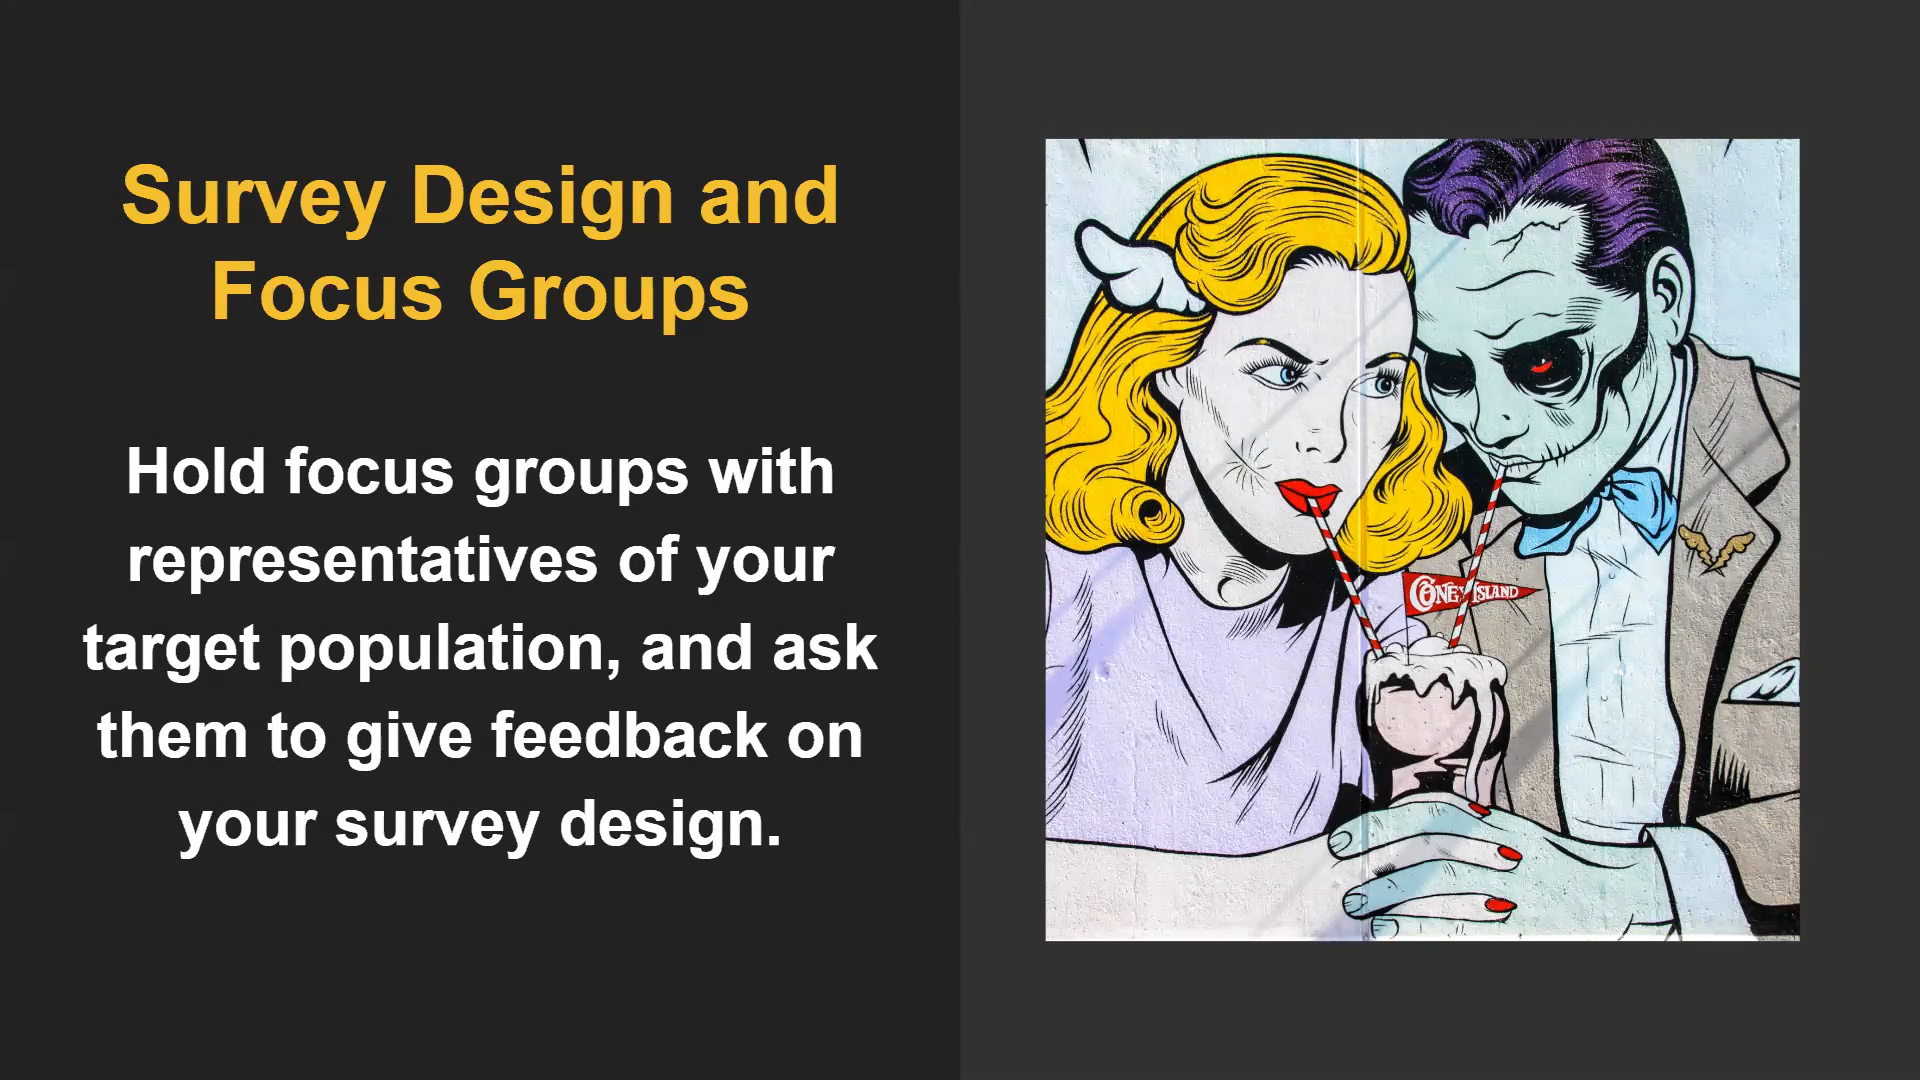 Survey Design and
Focus Groups
Hold focus groups with
representatives of your
target population, and ask
them to give feedback on
your survey design.
CONEY ISLAND